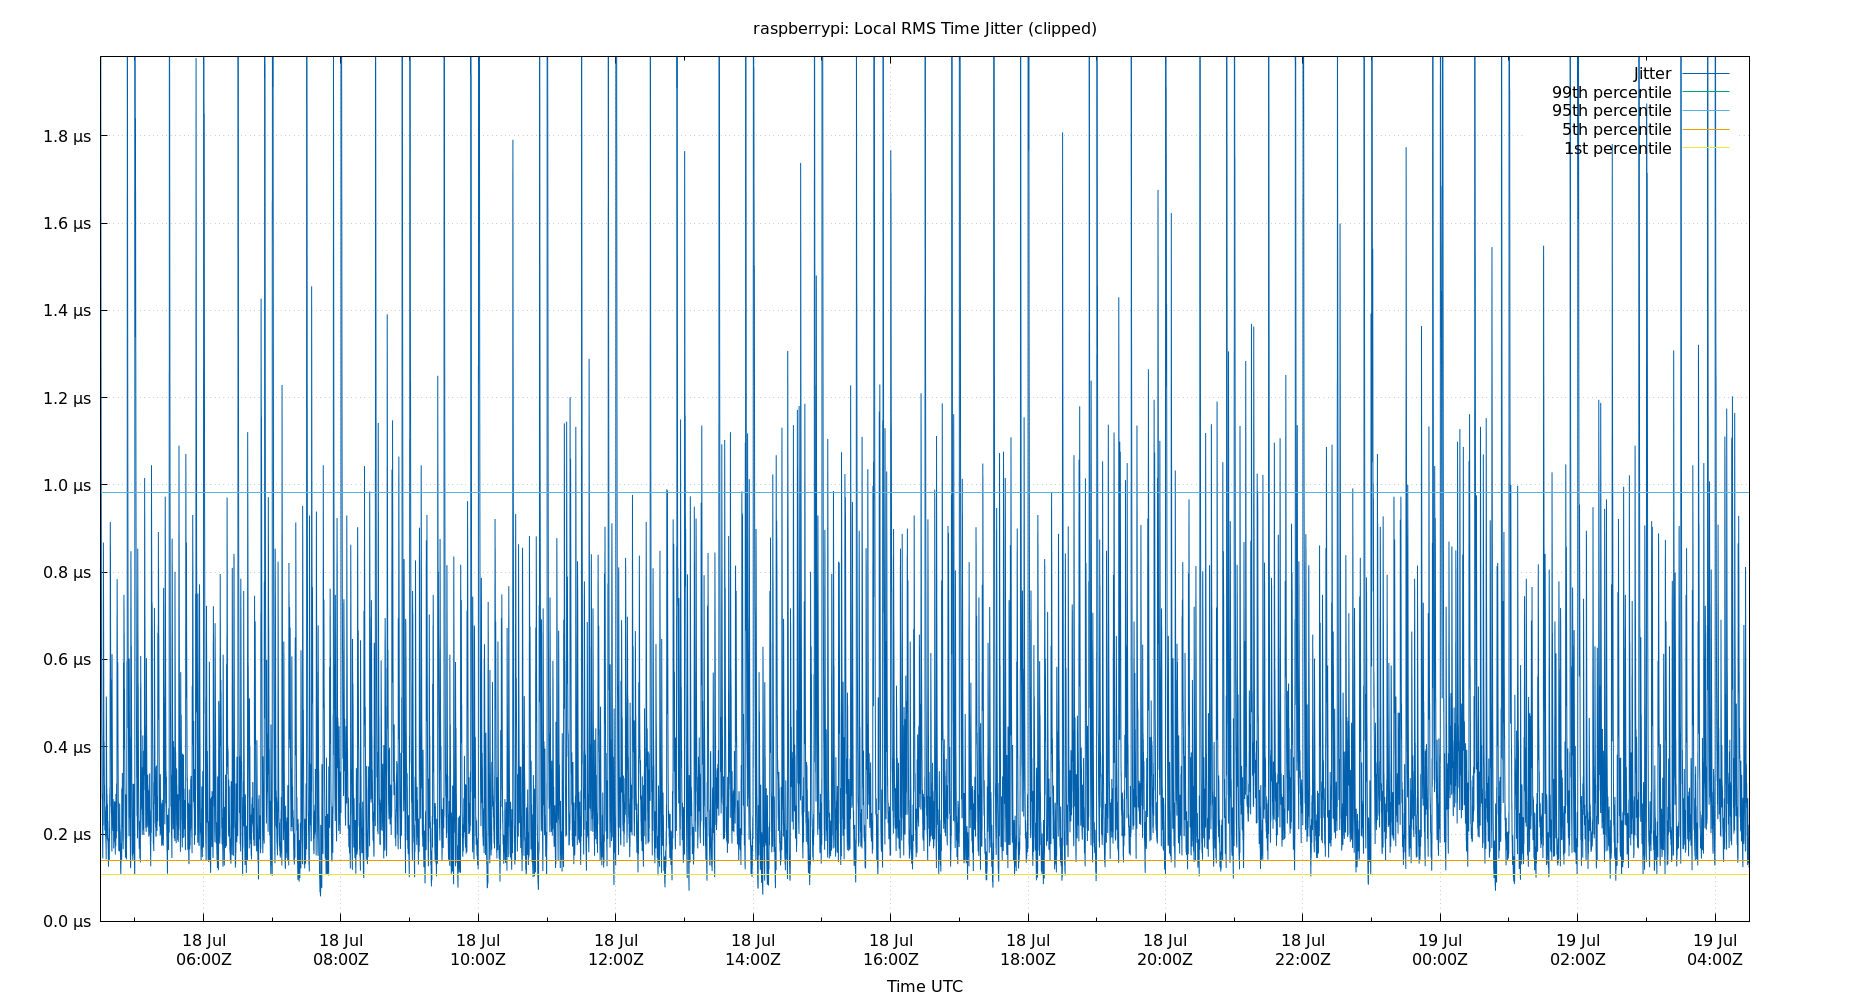 raspberrypi: Local RMS Time Jitter (clipped)
Jitter
99th percentile
95th percentile
5th percentile
1st percentile
1.8 µs
1.6 µs
1.4 µs
1.2 µs
1.0 µs
0.8 µs
0.6 µs
0.4 µs
0.2 µs
0.0 µs
18 Jul 18 Jul 18 Jul 18 Jul 18 Jul 18 Jul 18 Jul 18 Jul 18 Jul 19 Jul 19 Jul 19 Jul
06:00Z 08:00Z 10:00Z 12:00Z 14:00Z 16:00Z 18:00Z 20:00Z 22:00Z 00:00Z 02:00Z 04:00Z
Time UTC